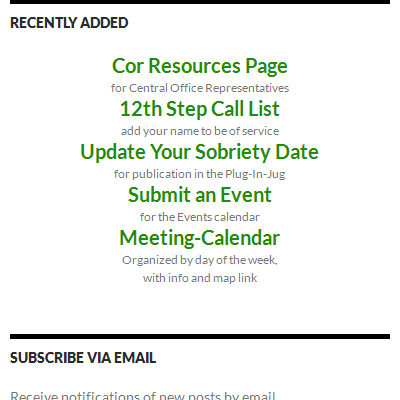 RECENTLY ADDED
Cor Resources Page
for Central Office Representatives
12th Step Call List
add your name to be of service
Update Your Sobriety Date
for publication in the Plug-In-Jug
Submit an Event
for the Events calendar
Meeting-Calendar
Organized by day of the week,
with info and map link
SUBSCRIBE VIA EMAIL
Receive notifications of new posts by email.